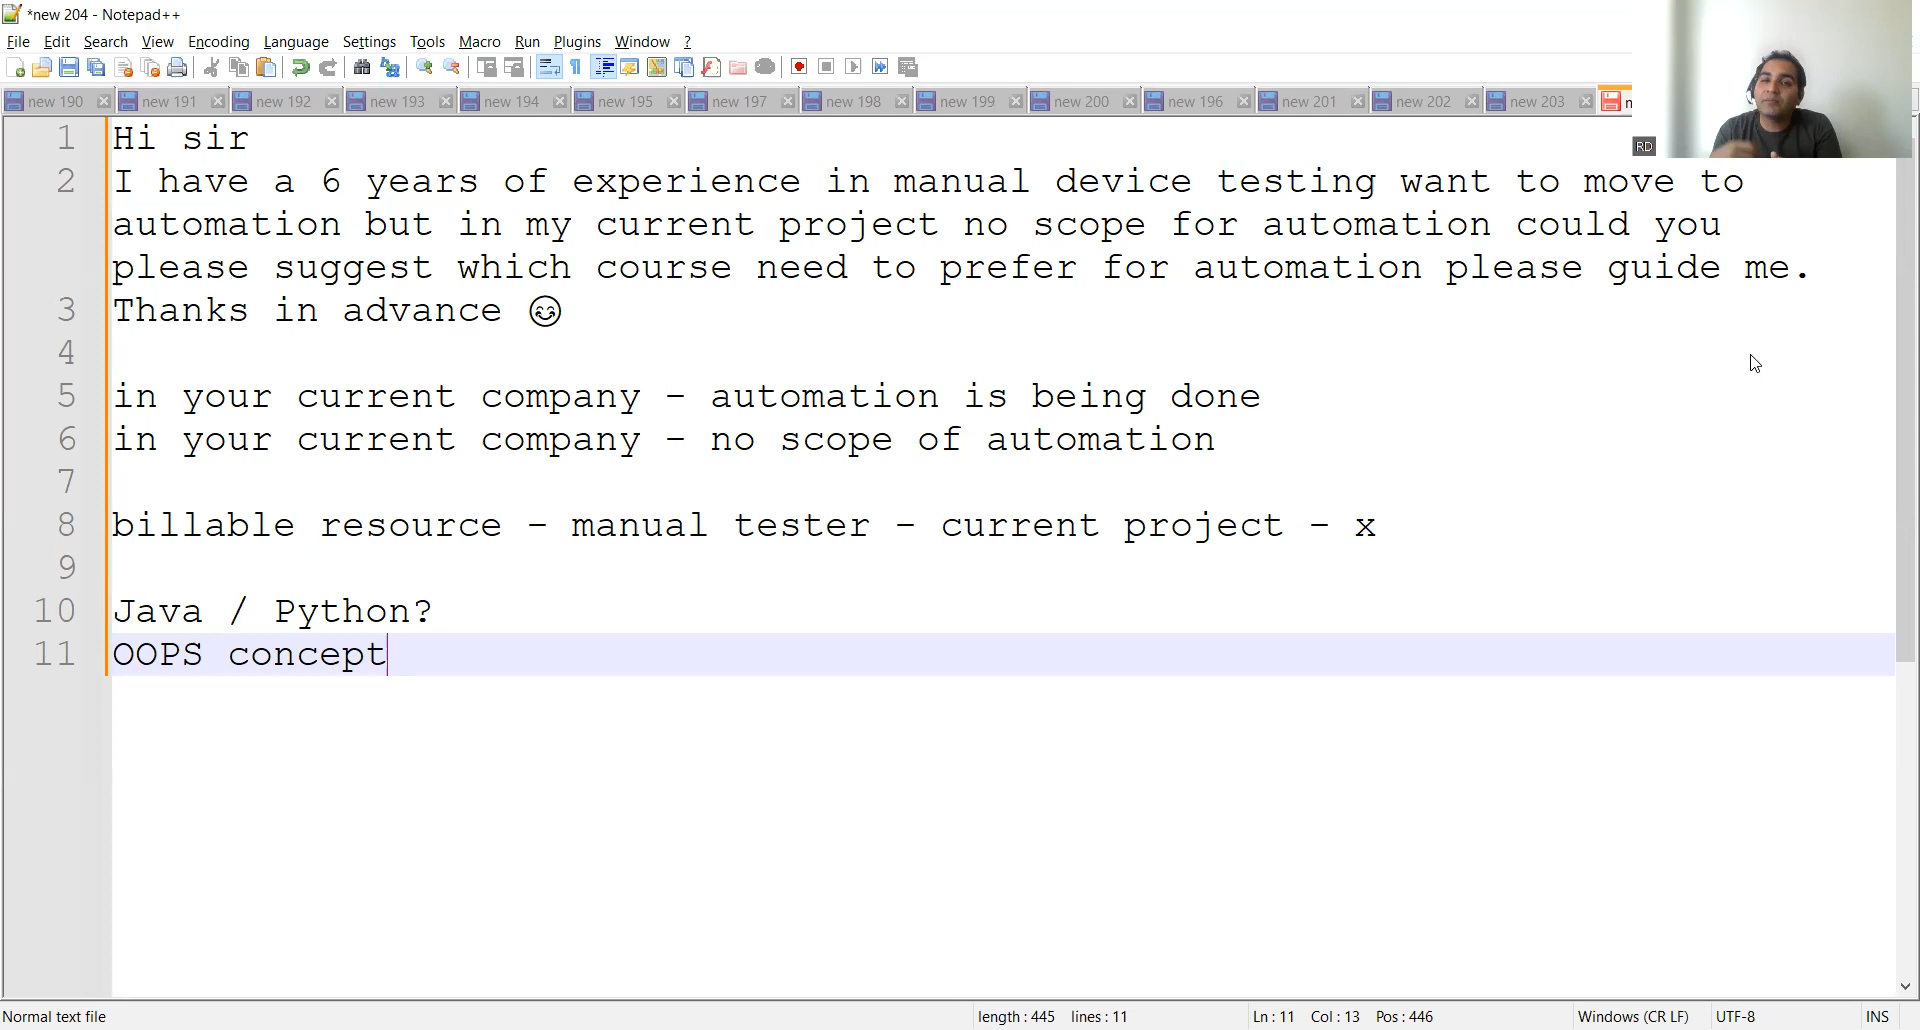 *new 204 - Notepad++
File Edit Search View Encoding Language Settings Tools Macro Run Plugins Window ?
new 190 new 191 new 192 new 193 new 194 new 195 new 197 new 198 new 199 new 200 new 196 new 201 new 202 new 203
RD
1 Hi sir
2 I have a 6 years of experience in manual device testing want to move to
automation but in my current project no scope for automation could you
please suggest which course need to prefer for automation please guide me.
3 Thanks in advance 😊
4
5 in your current company - automation is being done
6 in your current company - no scope of automation
7
8 billable resource - manual tester - current project - x
9
10 Java / Python?
11 OOPS concept
Normal text file length : 445 lines : 11 Ln : 11 Col : 13 Pos : 446 Windows (CR LF) UTF-8 INS